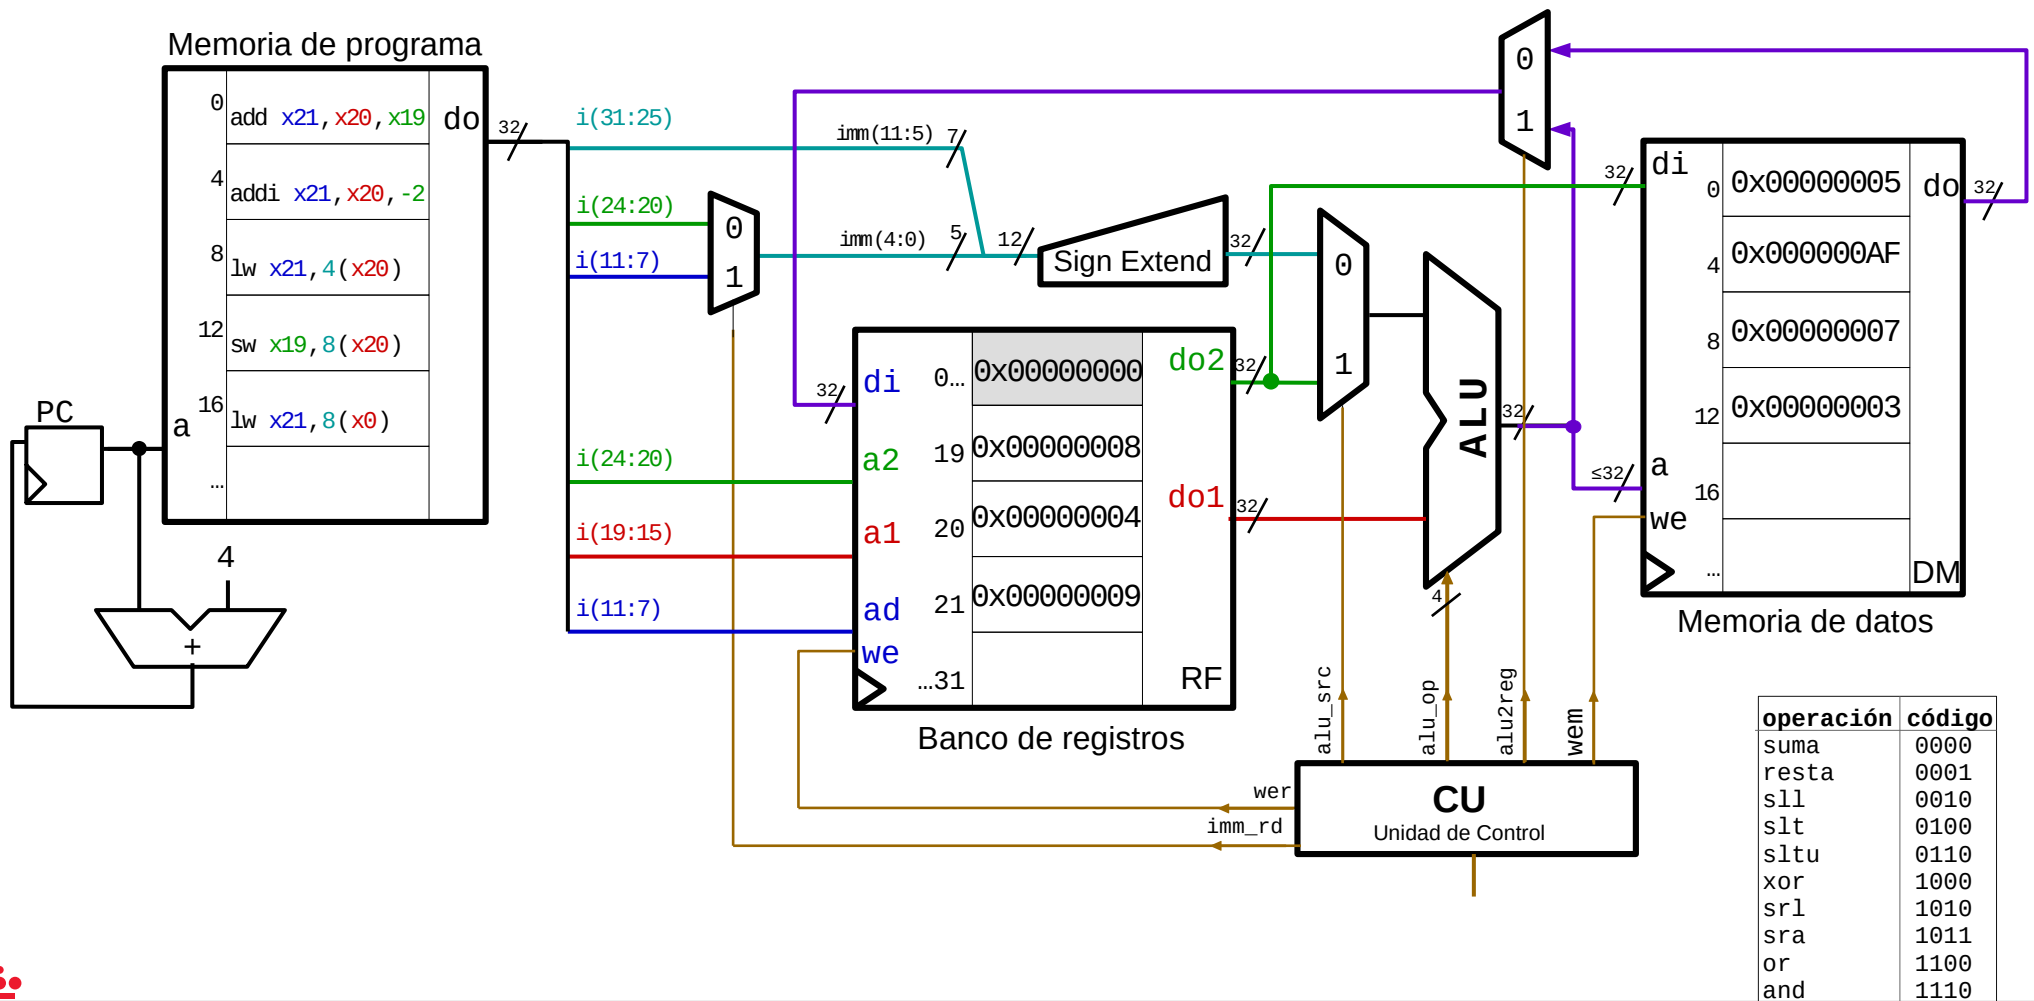 Memoria de programa
0 add x21,x20,x19
4 addi x21,x20,-2
8 lw x21,4(x20)
12 sw x19,8(x20)
16 lw x21,8(x0)
...
a
do
32
PC
4
+
i(31:25)
i(24:20)
i(11:7)
0
1
imm(11:5) 7
imm(4:0) 5
12
Sign Extend
32
i(24:20)
i(19:15)
i(11:7)
32
di
a2
a1
ad
we
0… 0x00000000
19 0x00000008
20 0x00000004
21 0x00000009
…31
do2
do1
RF
32
32
Banco de registros
0
1
ALU
32
4
0
1
32
≤32
di
a
we
0 0x00000005
4 0x000000AF
8 0x00000007
12 0x00000003
16
...
do
32
DM
Memoria de datos
alu_src
alu_op
alu2reg
wem
wer
imm_rd
CU
Unidad de Control
operación código
suma 0000
resta 0001
sll 0010
slt 0100
sltu 0110
xor 1000
srl 1010
sra 1011
or 1100
and 1110